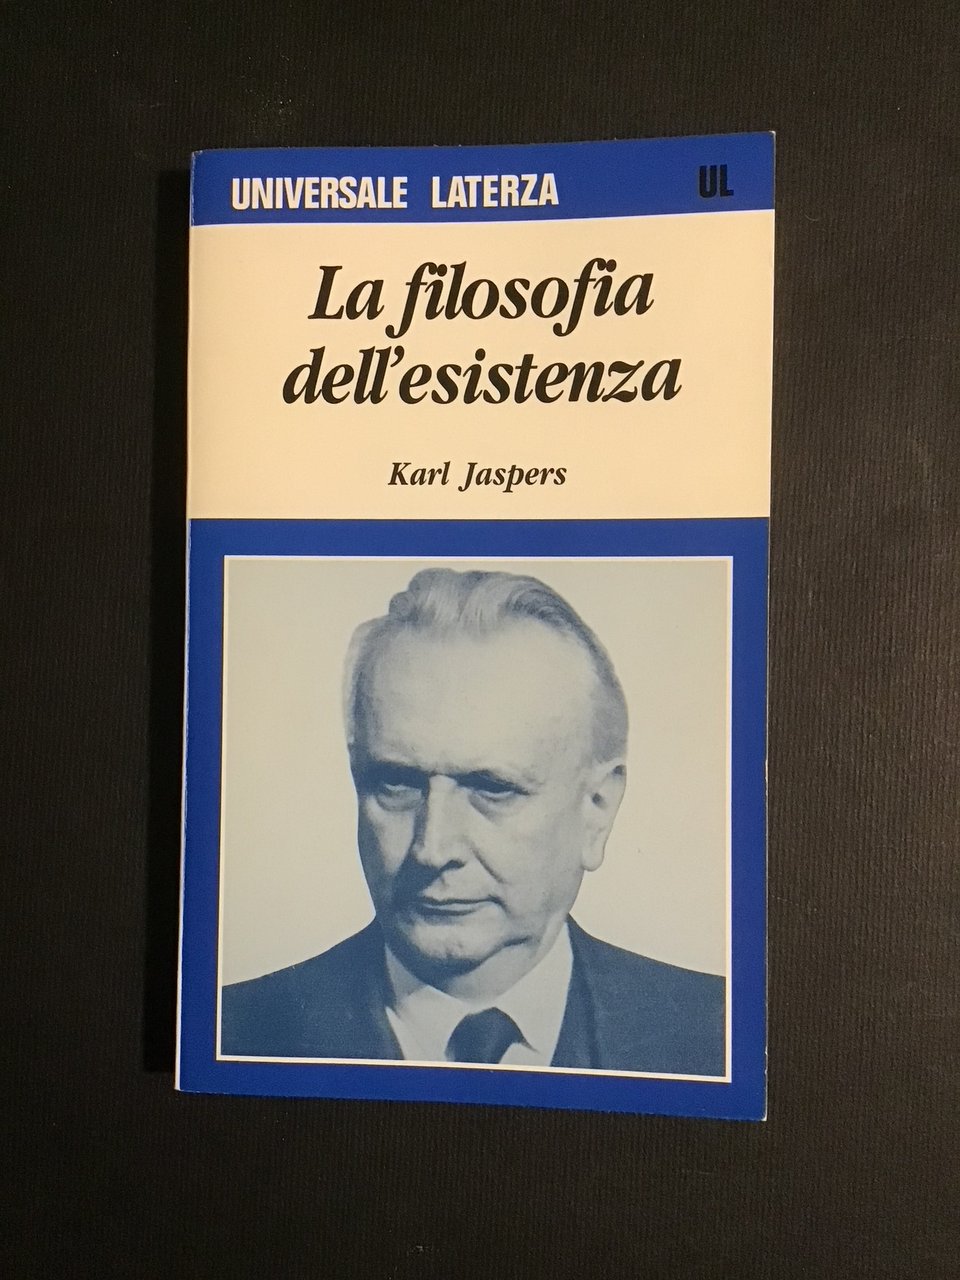 UNIVERSALE LATERZA UL
La filosofia
dell'esistenza
Karl Jaspers